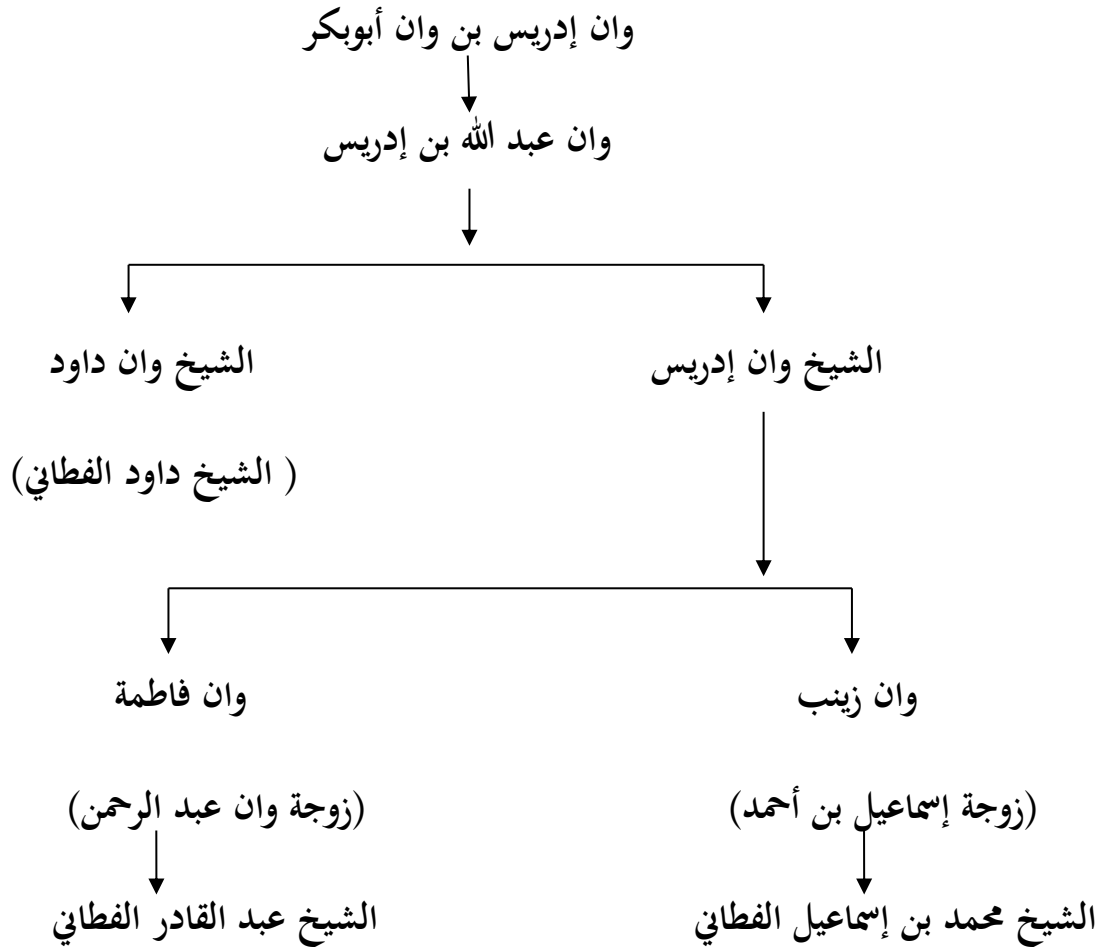 وان إدريس بن وان أبوبكر
وان عبد الله بن إدريس
الشيخ وان إدريس
الشيخ وان داود
( الشيخ داود الفطاني)
وان زينب
وان فاطمة
(زوجة إسماعيل بن أحمد)
(زوجة وان عبد الرحمن)
الشيخ محمد بن إسماعيل الفطاني
الشيخ عبد القادر الفطاني